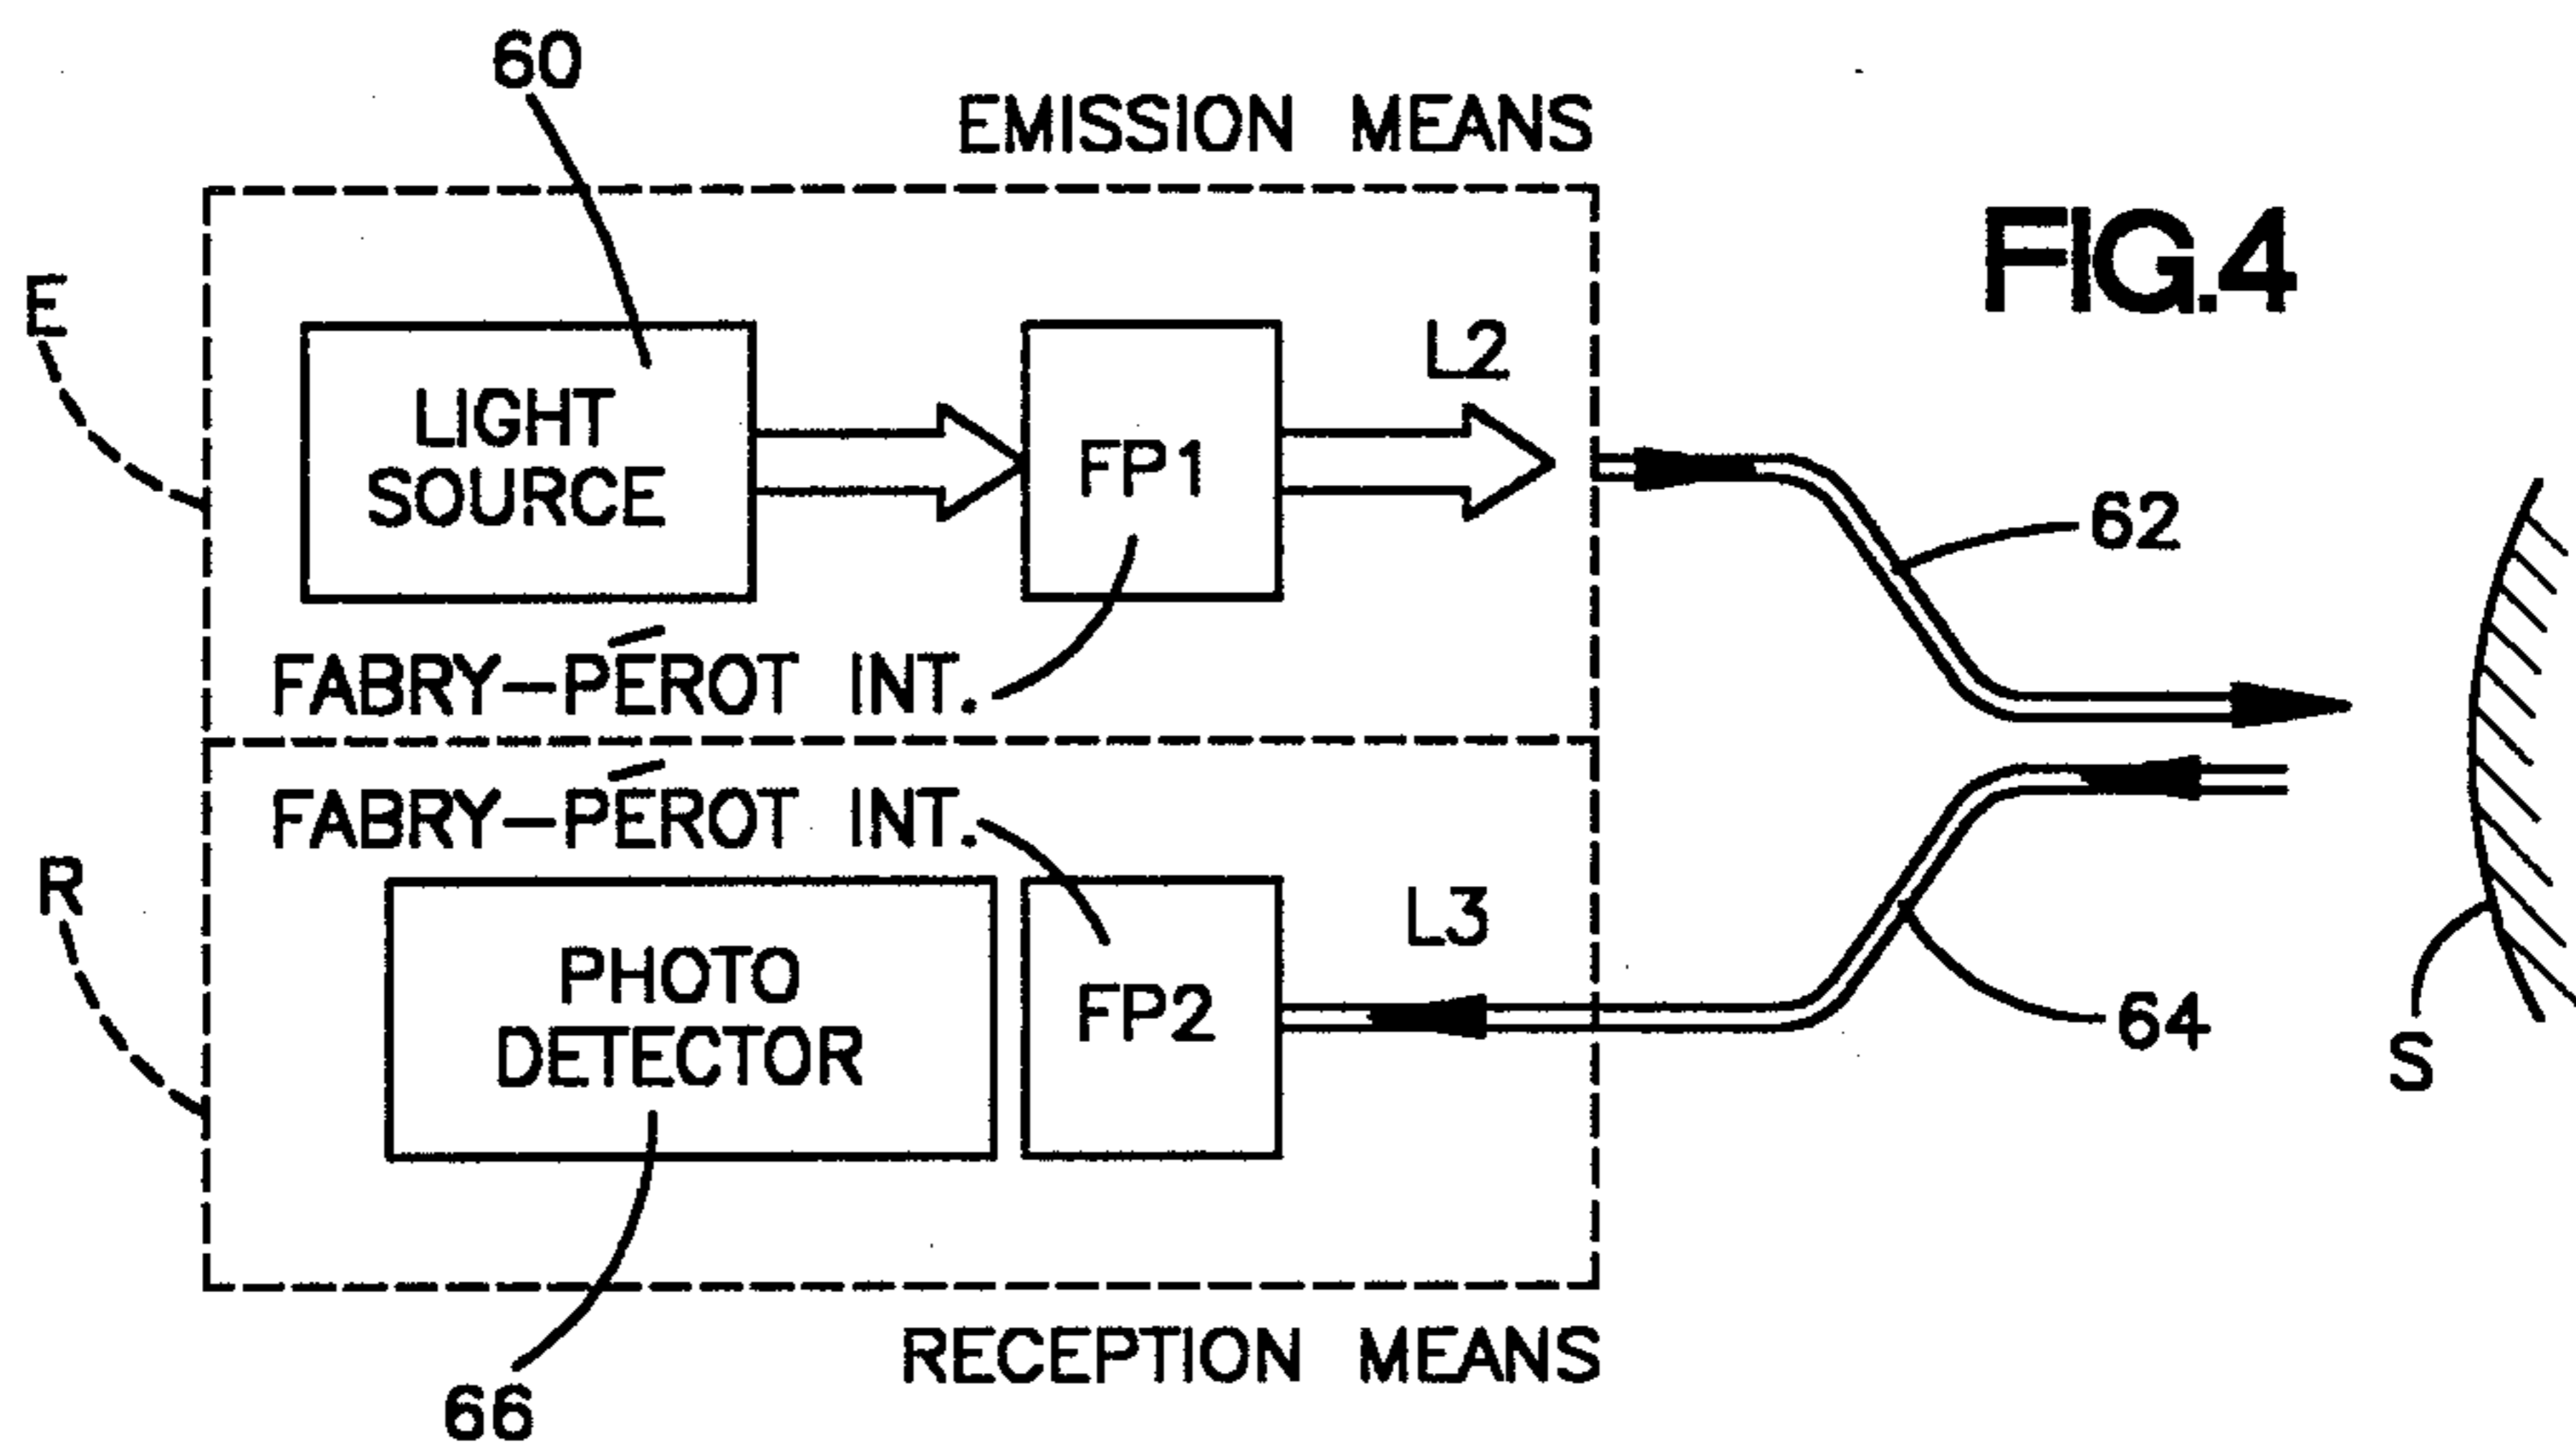 60
EMISSION MEANS
FIG.4
E
LIGHT
SOURCE
FP1
L2
62
FABRY-PÉROT INT.
FABRY-PÉROT INT.
R
PHOTO
DETECTOR
FP2
L3
64
S
RECEPTION MEANS
66